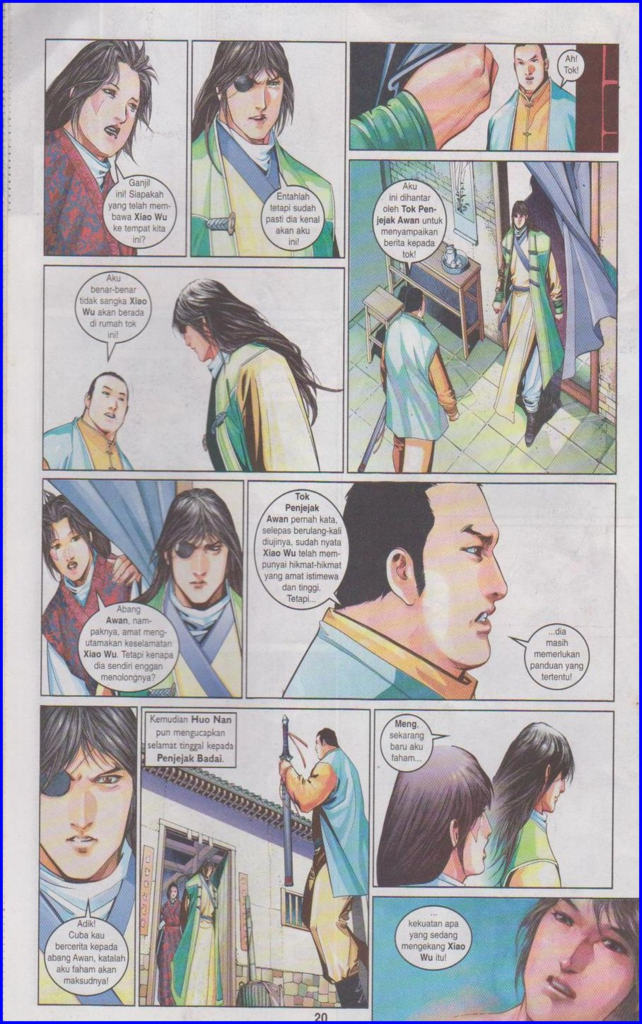 Ganjil
ini! Siapakah
yang telah mem-
bawa Xiao Wu
ke tempat kita
ini?
Entahlah
tetapi sudah
pasti dia kenal
akan aku
ini!
Ah!
Tok!
Aku
ini dihantar
oleh Tok Pen-
jejak Awan untuk
menyampaikan
berita kepada
tok!
Aku
benar-benar
tidak sangka Xiao
Wu akan berada
di rumah tok
ini!
Abang
Awan, nam-
paknya, amat meng-
utamakan keselamatan
Xiao Wu. Tetapi kenapa
dia sendiri enggan
menolongnya?
Tok
Penjejak
Awan pernah kata,
selepas berulang-kali
diujinya, sudah nyata
Xiao Wu telah mem-
punyai hikmat-hikmat
yang amat istimewa
dan tinggi.
Tetapi...
...dia
masih
memerlukan
panduan yang
tertentu!
Adik!
Cuba kau
bercerita kepada
abang Awan, katalah
aku faham akan
maksudnya!
Kemudian Huo Nan
pun mengucapkan
selamat tinggal kepada
Penjejak Badai.
Meng,
sekarang
baru aku
faham...
...
kekuatan apa
yang sedang
mengekang Xiao
Wu itu!
20